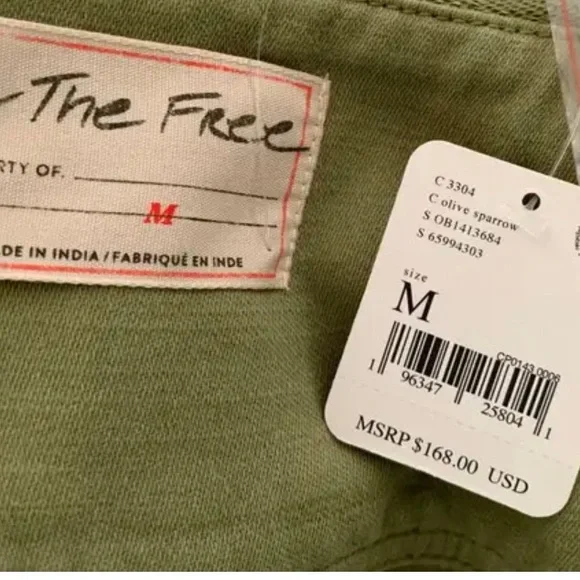 The Free
RTY OF.
M
DE IN INDIA / FABRIQUÉ EN INDE
C 3304
C olive sparrow
S OB1413684
S 65994303
size
M
CP0143 0006
1 96347 25804 1
MSRP $168.00 USD